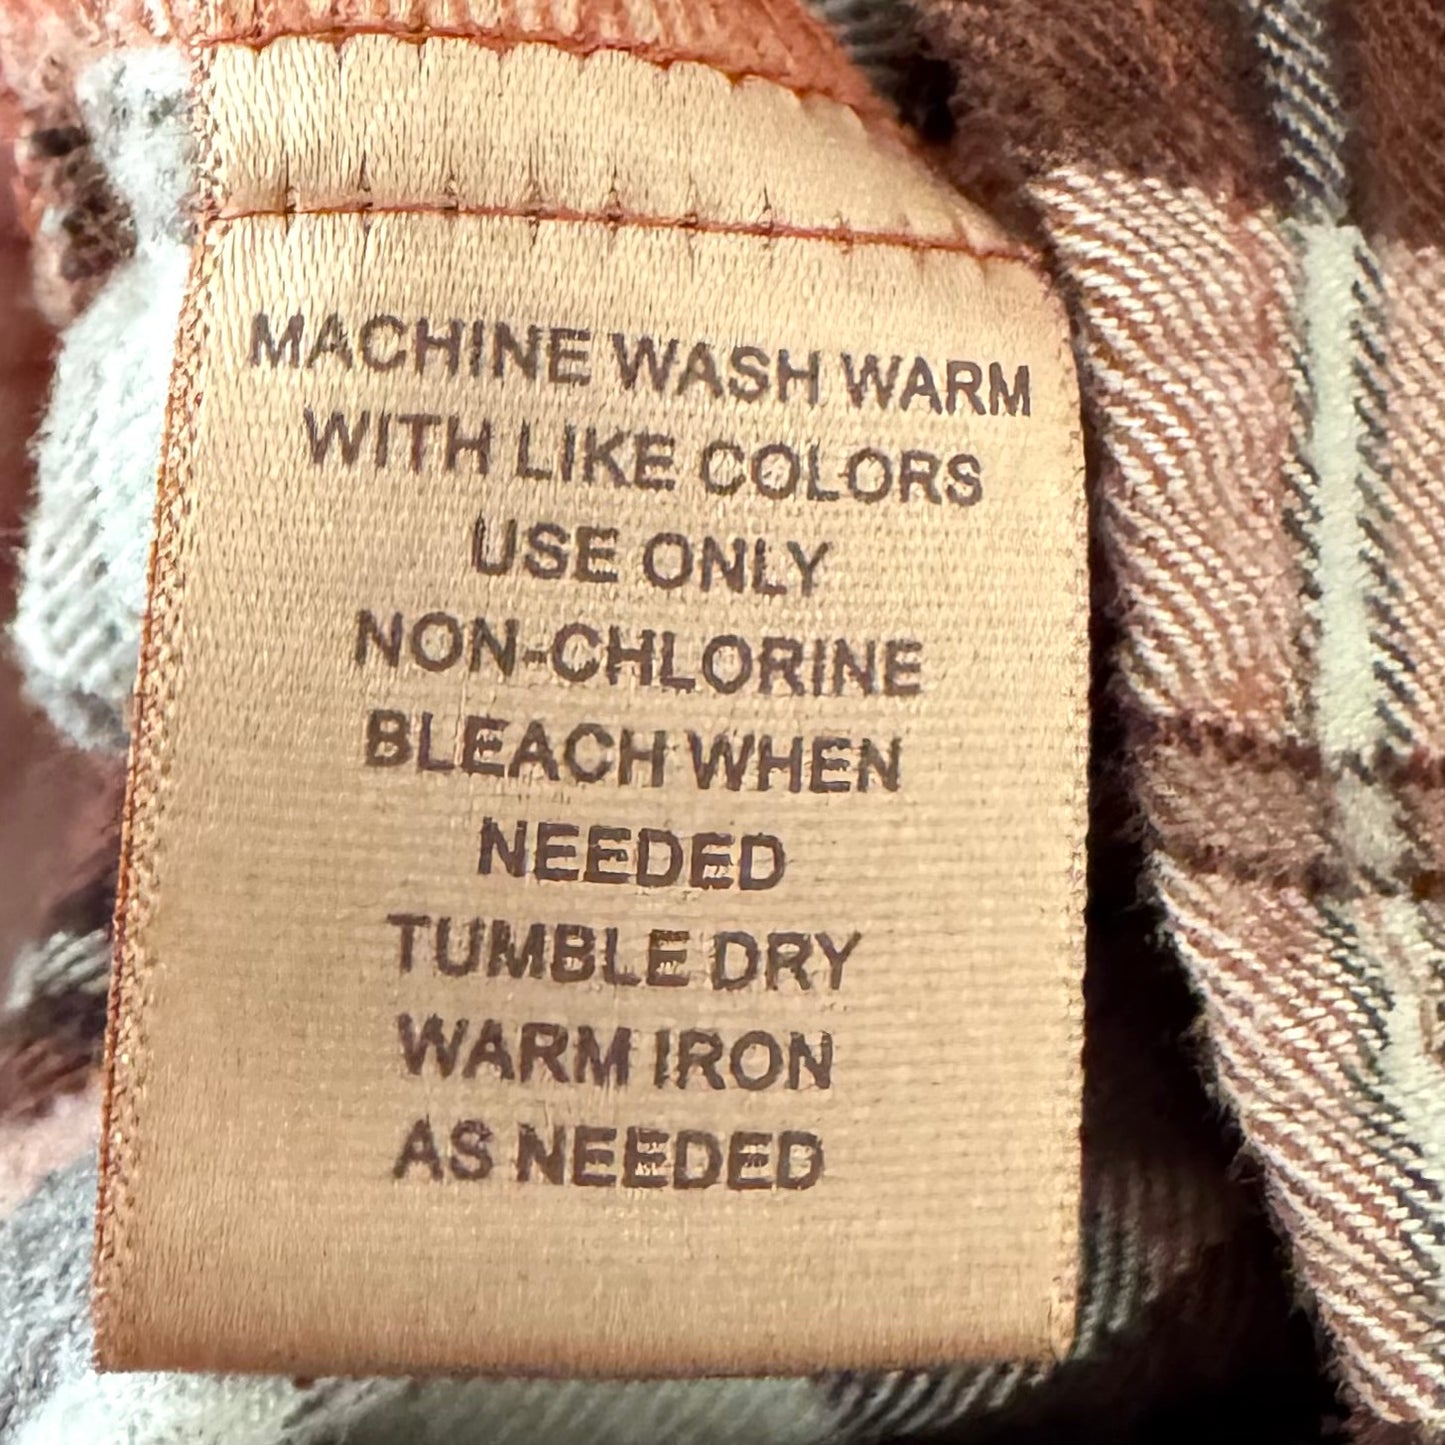 MACHINE WASH WARM
WITH LIKE COLORS
USE ONLY
NON-CHLORINE
BLEACH WHEN
NEEDED
TUMBLE DRY
WARM IRON
AS NEEDED